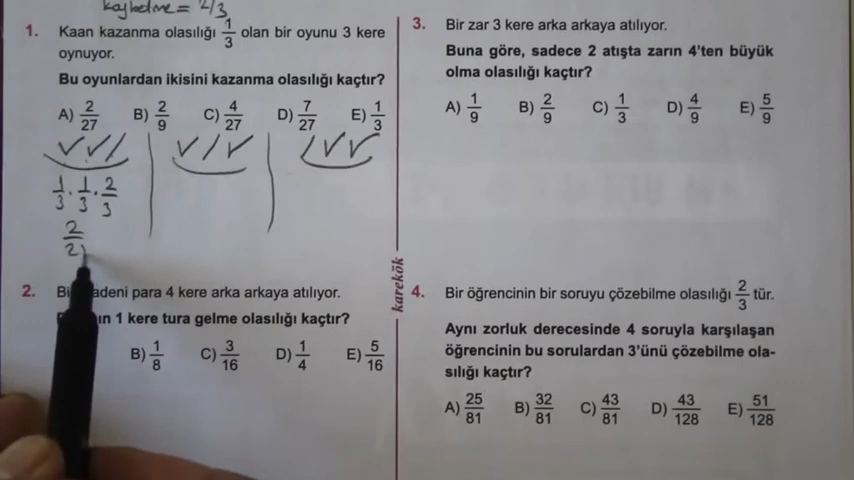 kaybetme = 2/3
1. Kaan kazanma olasılığı 1/3 olan bir oyunu 3 kere
oynuyor.
Bu oyunlardan ikisini kazanma olasılığı kaçtır?
A) 2/27 B) 2/9 C) 4/27 D) 7/27 E) 1/3
✓ ✓ / | ✓ / ✓ | / ✓ ✓
1/3 · 1/3 · 2/3
2/2
2. Bi adeni para 4 kere arka arkaya atılıyor.
ın 1 kere tura gelme olasılığı kaçtır?
B) 1/8 C) 3/16 D) 1/4 E) 5/16
karekök
3. Bir zar 3 kere arka arkaya atılıyor.
Buna göre, sadece 2 atışta zarın 4'ten büyük
olma olasılığı kaçtır?
A) 1/9 B) 2/9 C) 1/3 D) 4/9 E) 5/9
4. Bir öğrencinin bir soruyu çözebilme olasılığı 2/3 tür.
Aynı zorluk derecesinde 4 soruyla karşılaşan
öğrencinin bu sorulardan 3'ünü çözebilme ola-
sılığı kaçtır?
A) 25/81 B) 32/81 C) 43/81 D) 43/128 E) 51/128